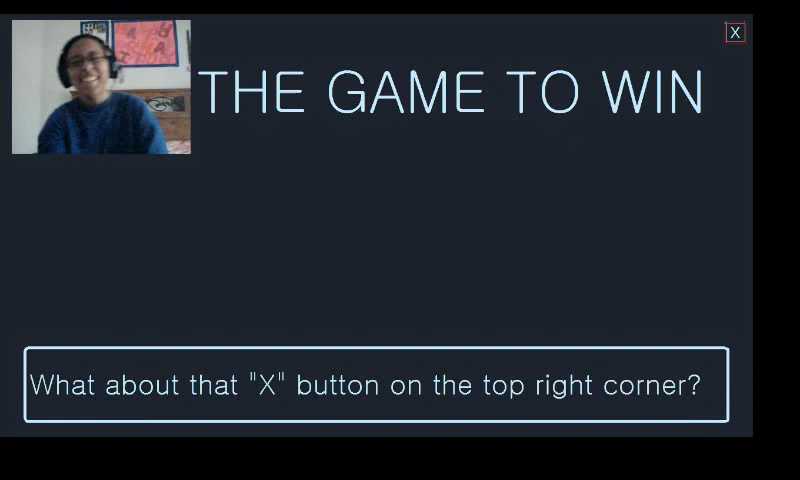 X
THE GAME TO WIN
What about that "X" button on the top right corner?